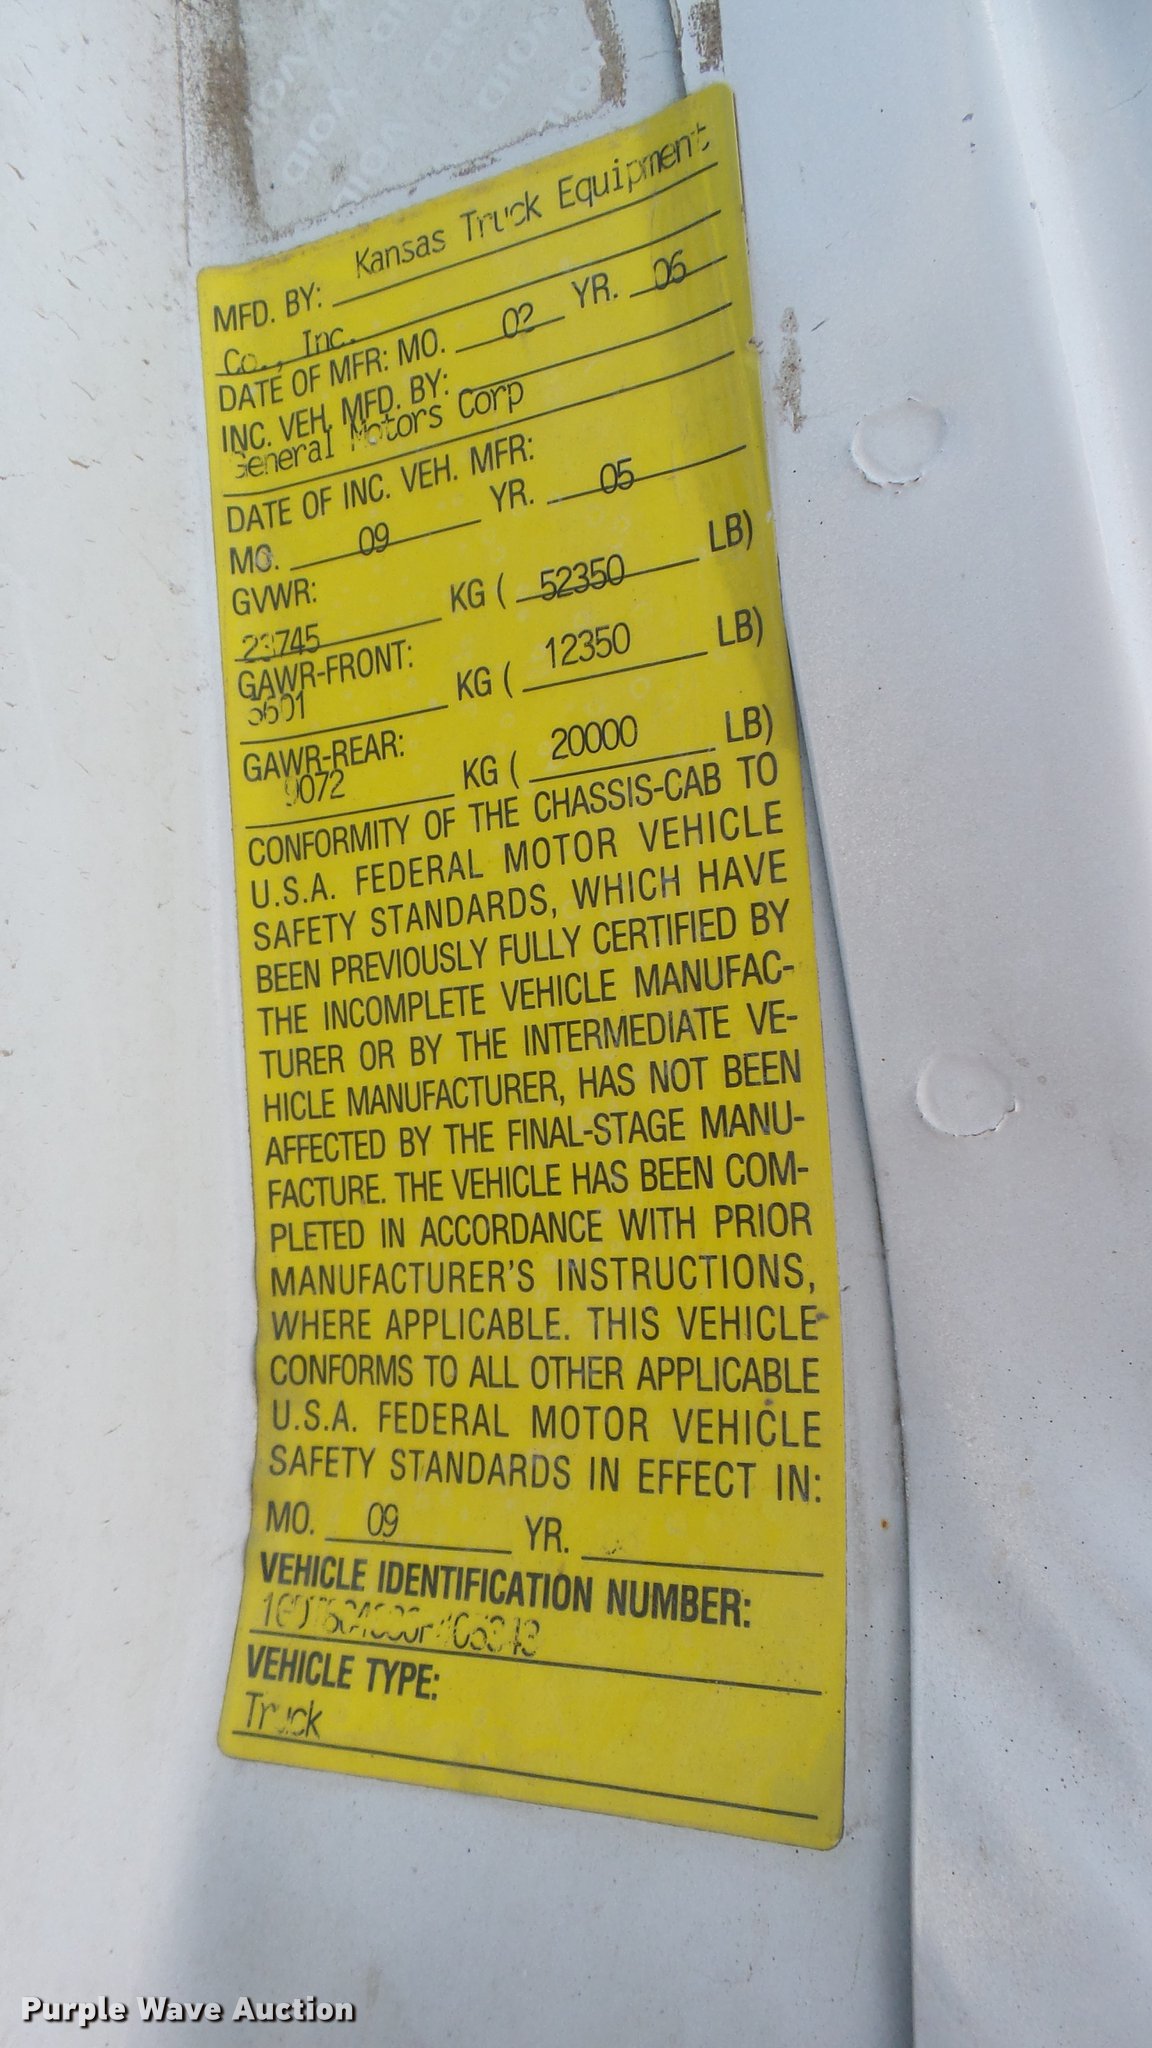 VOID VOID VOID
MFD. BY: Kansas Truck Equipment
Co., Inc.
DATE OF MFR: MO. 02 YR. 06
INC. VEH. MFD. BY:
General Motors Corp
DATE OF INC. VEH. MFR:
MO. 09 YR. 05
GVWR:
23745 KG ( 52350 LB)
GAWR-FRONT:
5601 KG ( 12350 LB)
GAWR-REAR:
9072 KG ( 20000 LB)
CONFORMITY OF THE CHASSIS-CAB TO
U.S.A. FEDERAL MOTOR VEHICLE
SAFETY STANDARDS, WHICH HAVE
BEEN PREVIOUSLY FULLY CERTIFIED BY
THE INCOMPLETE VEHICLE MANUFAC-
TURER OR BY THE INTERMEDIATE VE-
HICLE MANUFACTURER, HAS NOT BEEN
AFFECTED BY THE FINAL-STAGE MANU-
FACTURE. THE VEHICLE HAS BEEN COM-
PLETED IN ACCORDANCE WITH PRIOR
MANUFACTURER'S INSTRUCTIONS,
WHERE APPLICABLE. THIS VEHICLE
CONFORMS TO ALL OTHER APPLICABLE
U.S.A. FEDERAL MOTOR VEHICLE
SAFETY STANDARDS IN EFFECT IN:
MO. 09 YR.
VEHICLE IDENTIFICATION NUMBER:
VEHICLE TYPE:
Truck
Purple Wave Auction